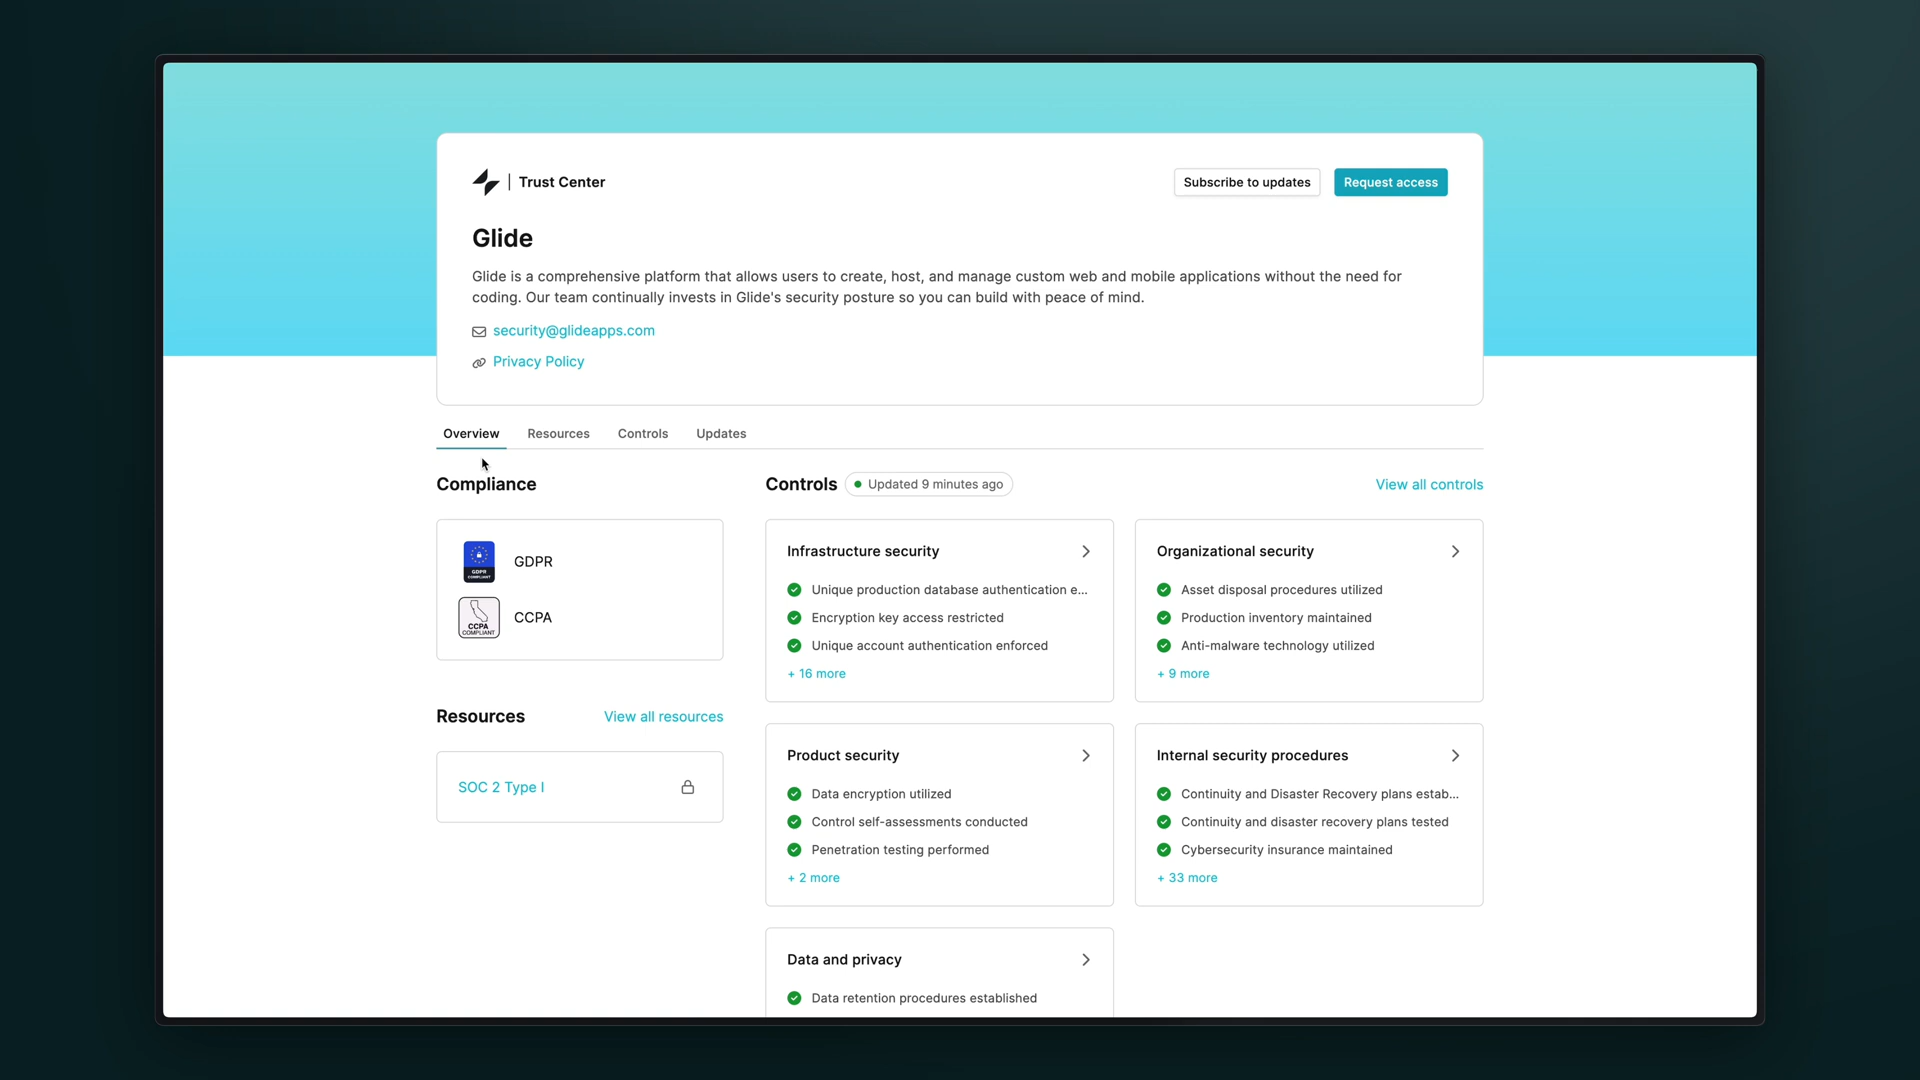 Trust Center
Subscribe to updates
Request access
Glide
Glide is a comprehensive platform that allows users to create, host, and manage custom web and mobile applications without the need for
coding. Our team continually invests in Glide's security posture so you can build with peace of mind.
security@glideapps.com
Privacy Policy
Overview
Resources
Controls
Updates
Compliance
GDPR
COMPLIANT
GDPR
CCPA
COMPLIANT
CCPA
Resources
View all resources
SOC 2 Type I
Controls
Updated 9 minutes ago
View all controls
Infrastructure security
Unique production database authentication e...
Encryption key access restricted
Unique account authentication enforced
+ 16 more
Organizational security
Asset disposal procedures utilized
Production inventory maintained
Anti-malware technology utilized
+ 9 more
Product security
Data encryption utilized
Control self-assessments conducted
Penetration testing performed
+ 2 more
Internal security procedures
Continuity and Disaster Recovery plans estab...
Continuity and disaster recovery plans tested
Cybersecurity insurance maintained
+ 33 more
Data and privacy
Data retention procedures established